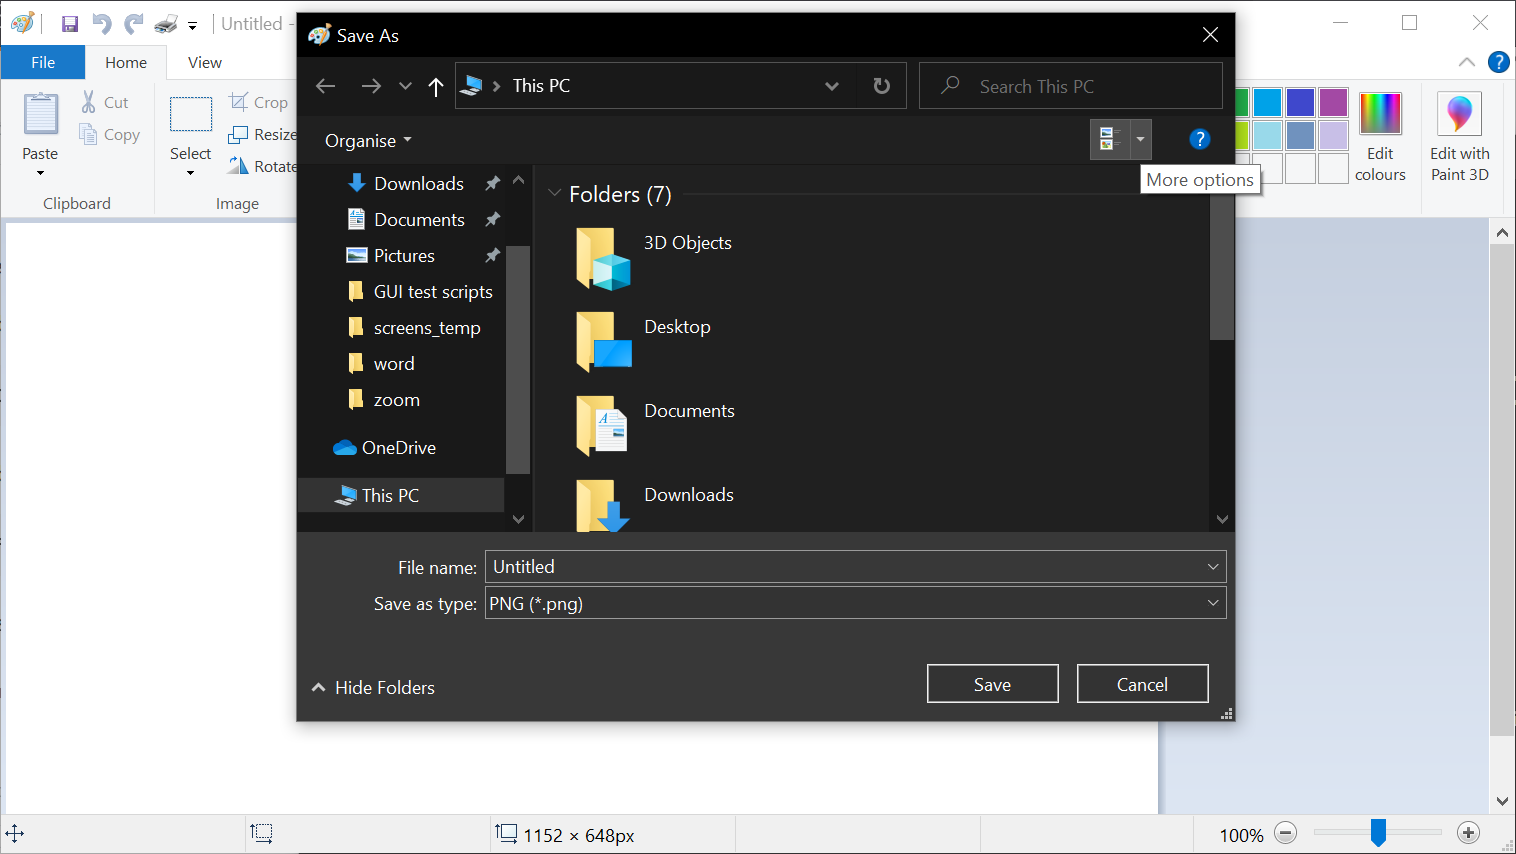 Untitled -
Save As
File
Home
View
This PC
Search This PC
Cut
Crop
Copy
Resize
Paste
Select
Rotate
Clipboard
Image
Organise
More options
Edit
colours
Edit with
Paint 3D
Downloads
Documents
Pictures
GUI test scripts
screens_temp
word
zoom
OneDrive
This PC
Folders (7)
3D Objects
Desktop
Documents
Downloads
File name: Untitled
Save as type: PNG (*.png)
Hide Folders
Save
Cancel
1152 × 648px
100%